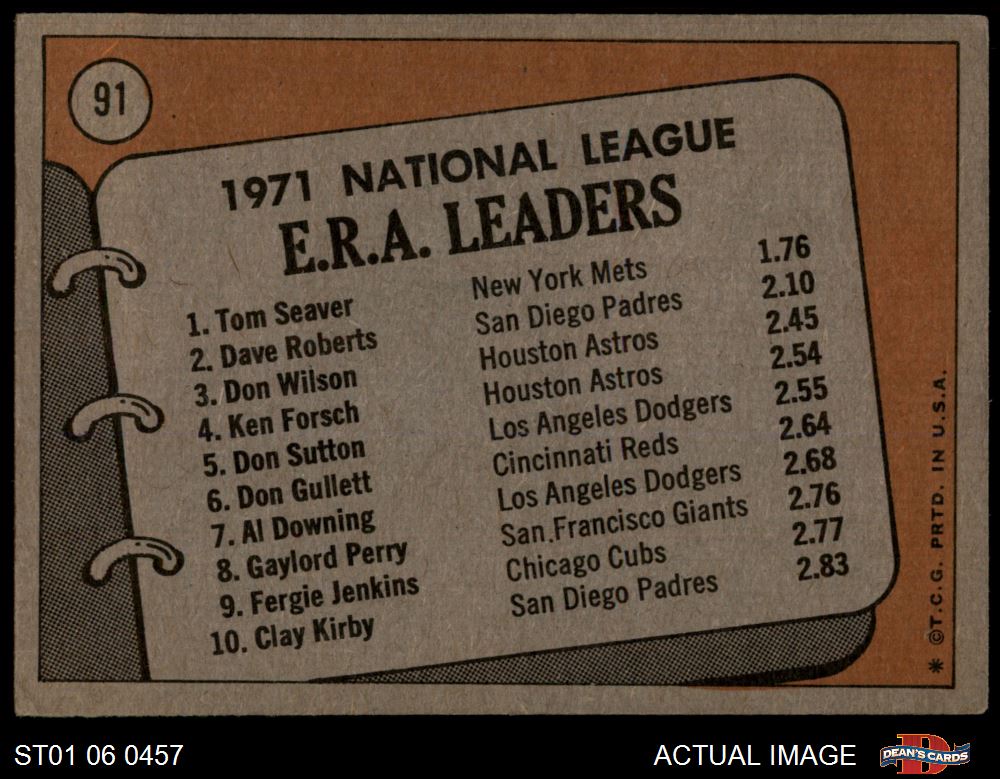 91
1971 NATIONAL LEAGUE
E.R.A. LEADERS
1. Tom Seaver New York Mets 1.76
2. Dave Roberts San Diego Padres 2.10
3. Don Wilson Houston Astros 2.45
4. Ken Forsch Houston Astros 2.54
5. Don Sutton Los Angeles Dodgers 2.55
6. Don Gullett Cincinnati Reds 2.64
7. Al Downing Los Angeles Dodgers 2.68
8. Gaylord Perry San.Francisco Giants 2.76
9. Fergie Jenkins Chicago Cubs 2.77
10. Clay Kirby San Diego Padres 2.83
* ©T.C.G. PRTD. IN U.S.A.
ST01 06 0457 ACTUAL IMAGE DEAN'S CARDS